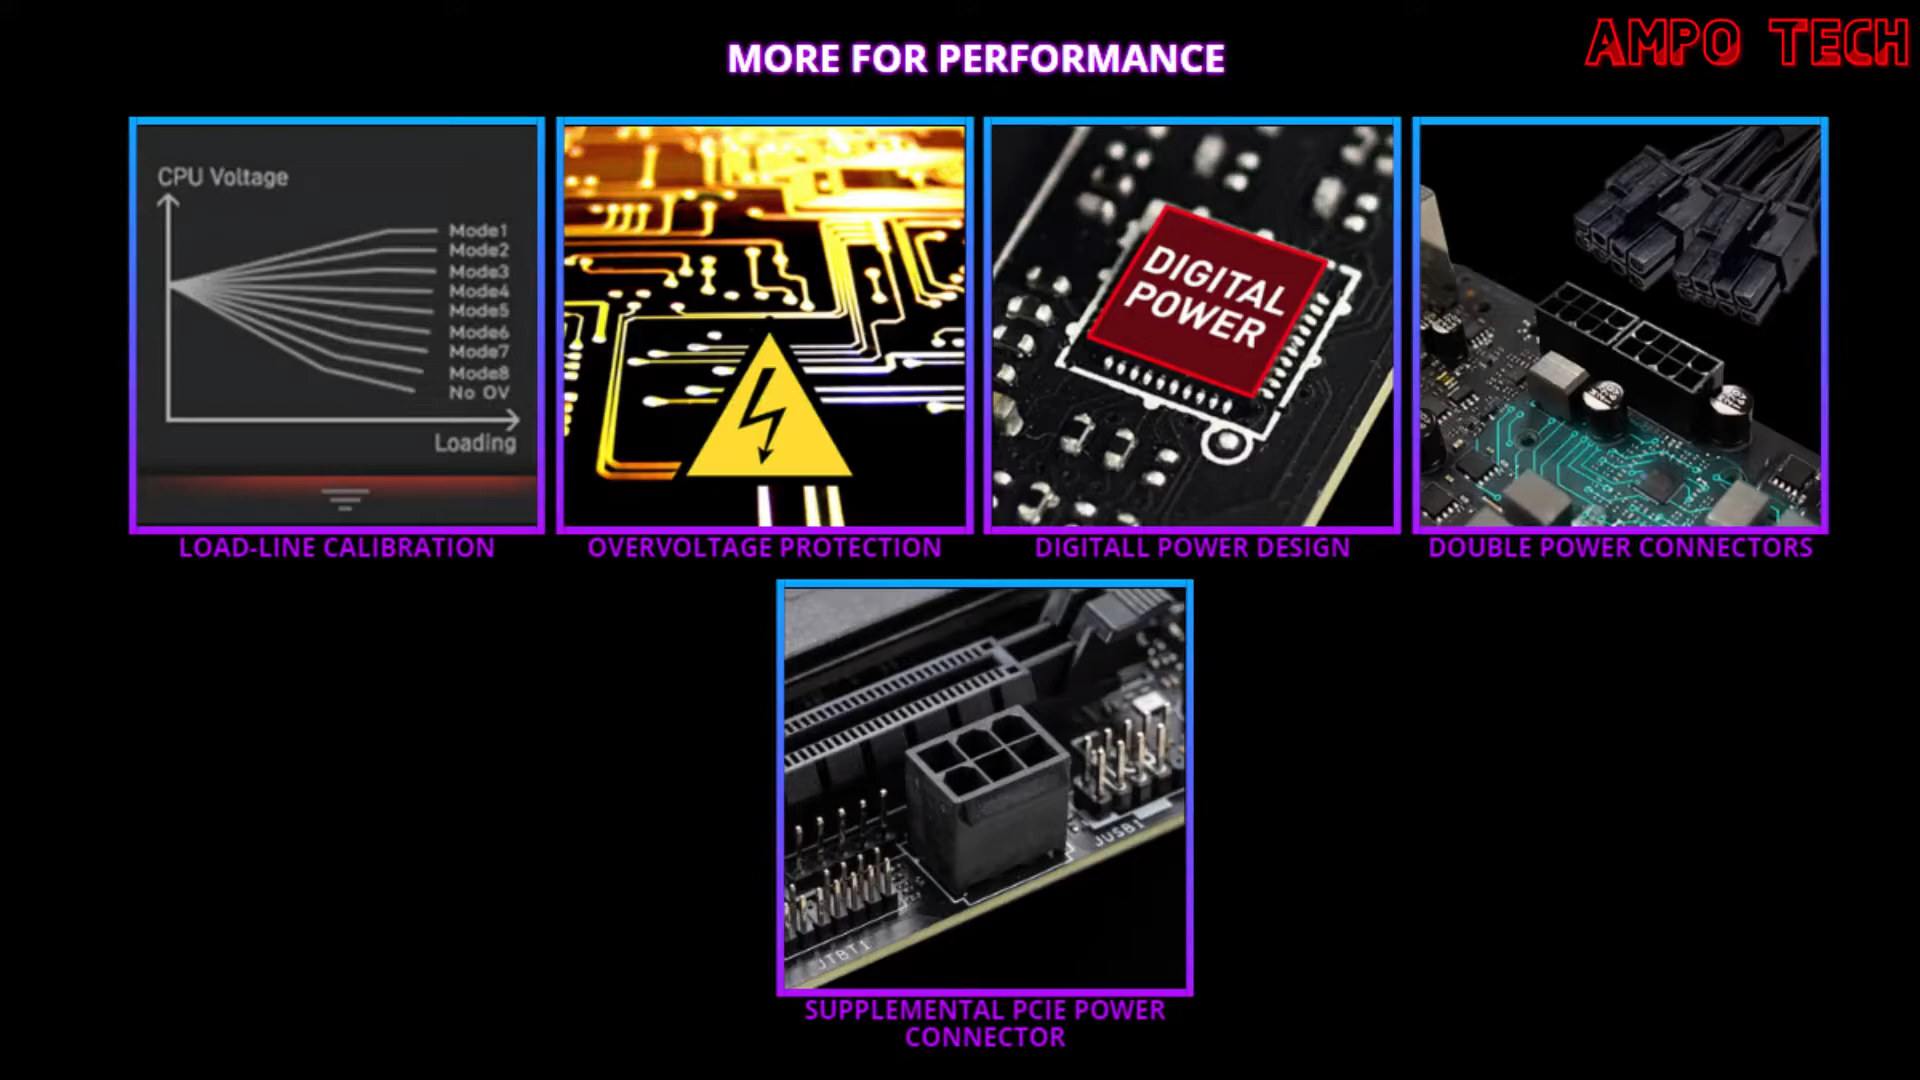 MORE FOR PERFORMANCE
AMPO TECH
CPU Voltage
Mode1
Mode2
Mode3
Mode4
Mode5
Mode6
Mode7
Mode8
No OV
Loading
DIGITAL
POWER
LOAD-LINE CALIBRATION
OVERVOLTAGE PROTECTION
DIGITALL POWER DESIGN
DOUBLE POWER CONNECTORS
JUSB1
JTBT1
SUPPLEMENTAL PCIE POWER
CONNECTOR